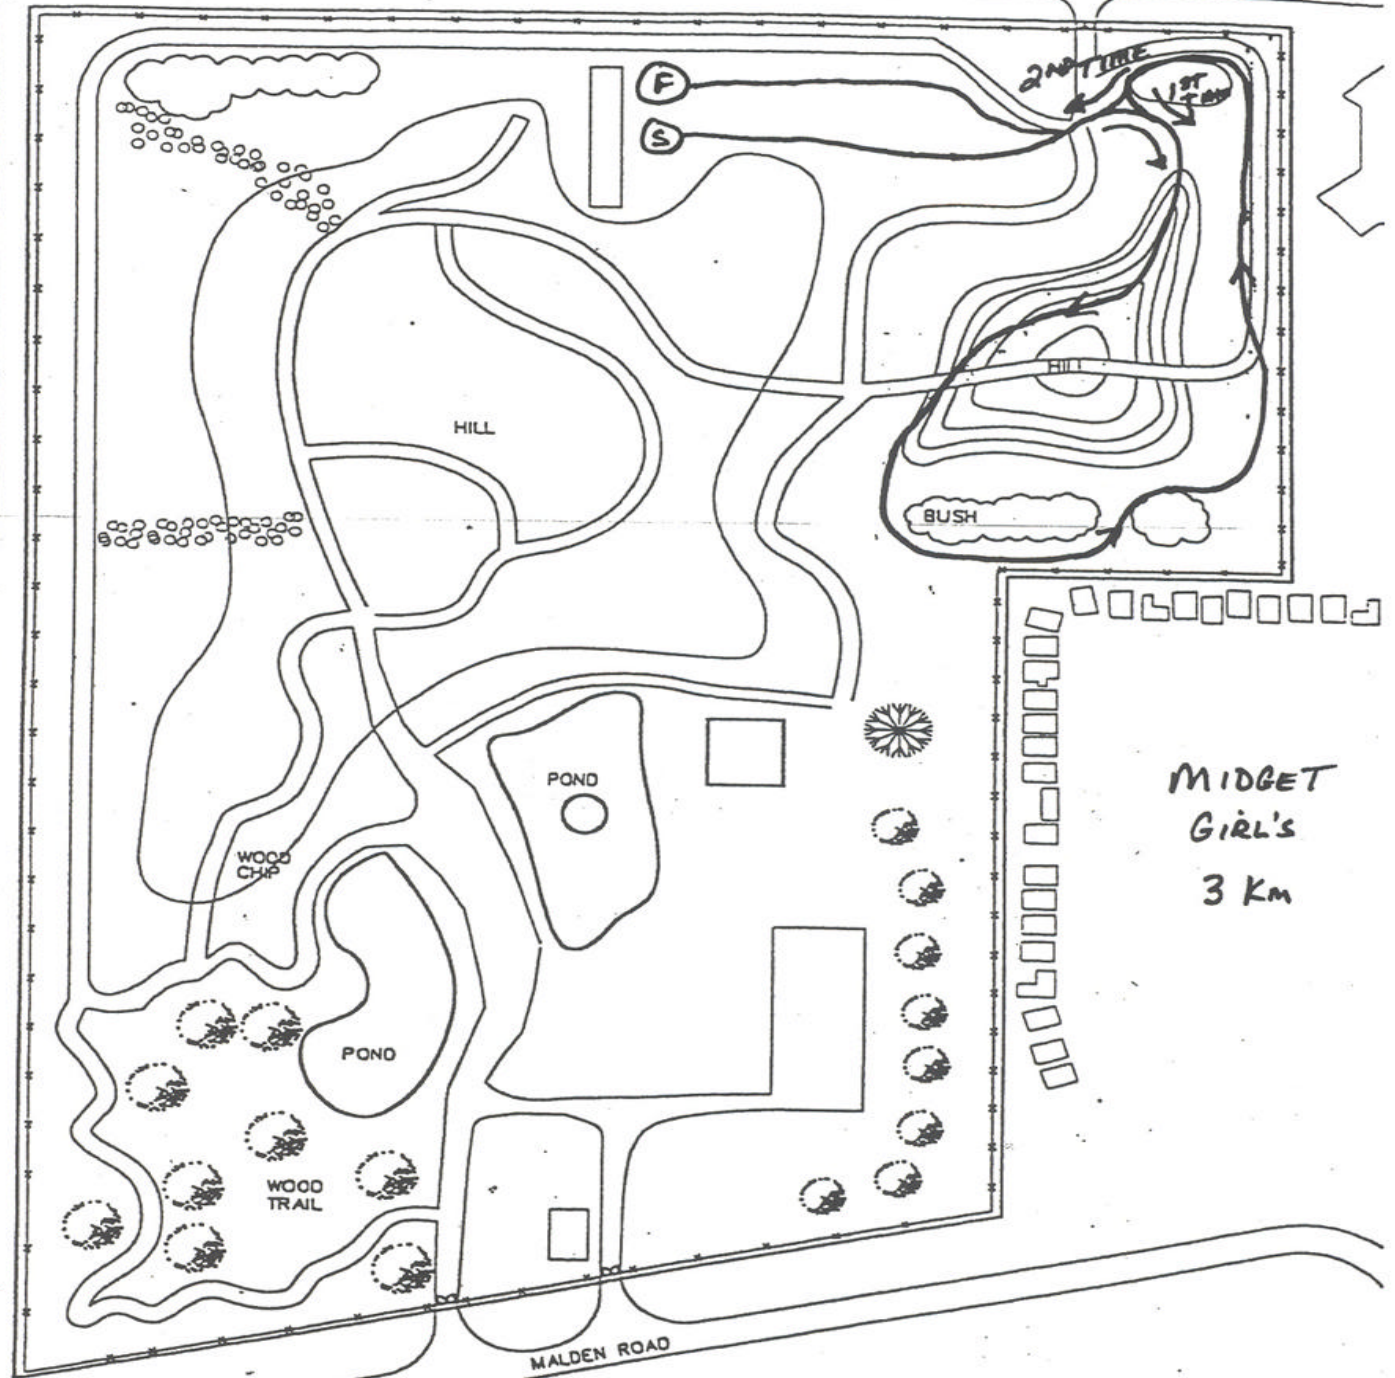 2ND TIME
F
1ST
TIME
S
HILL
HILL
BUSH
MIDGET
GIRL'S
3 Km
POND
WOOD
CHIP
POND
WOOD
TRAIL
MALDEN ROAD